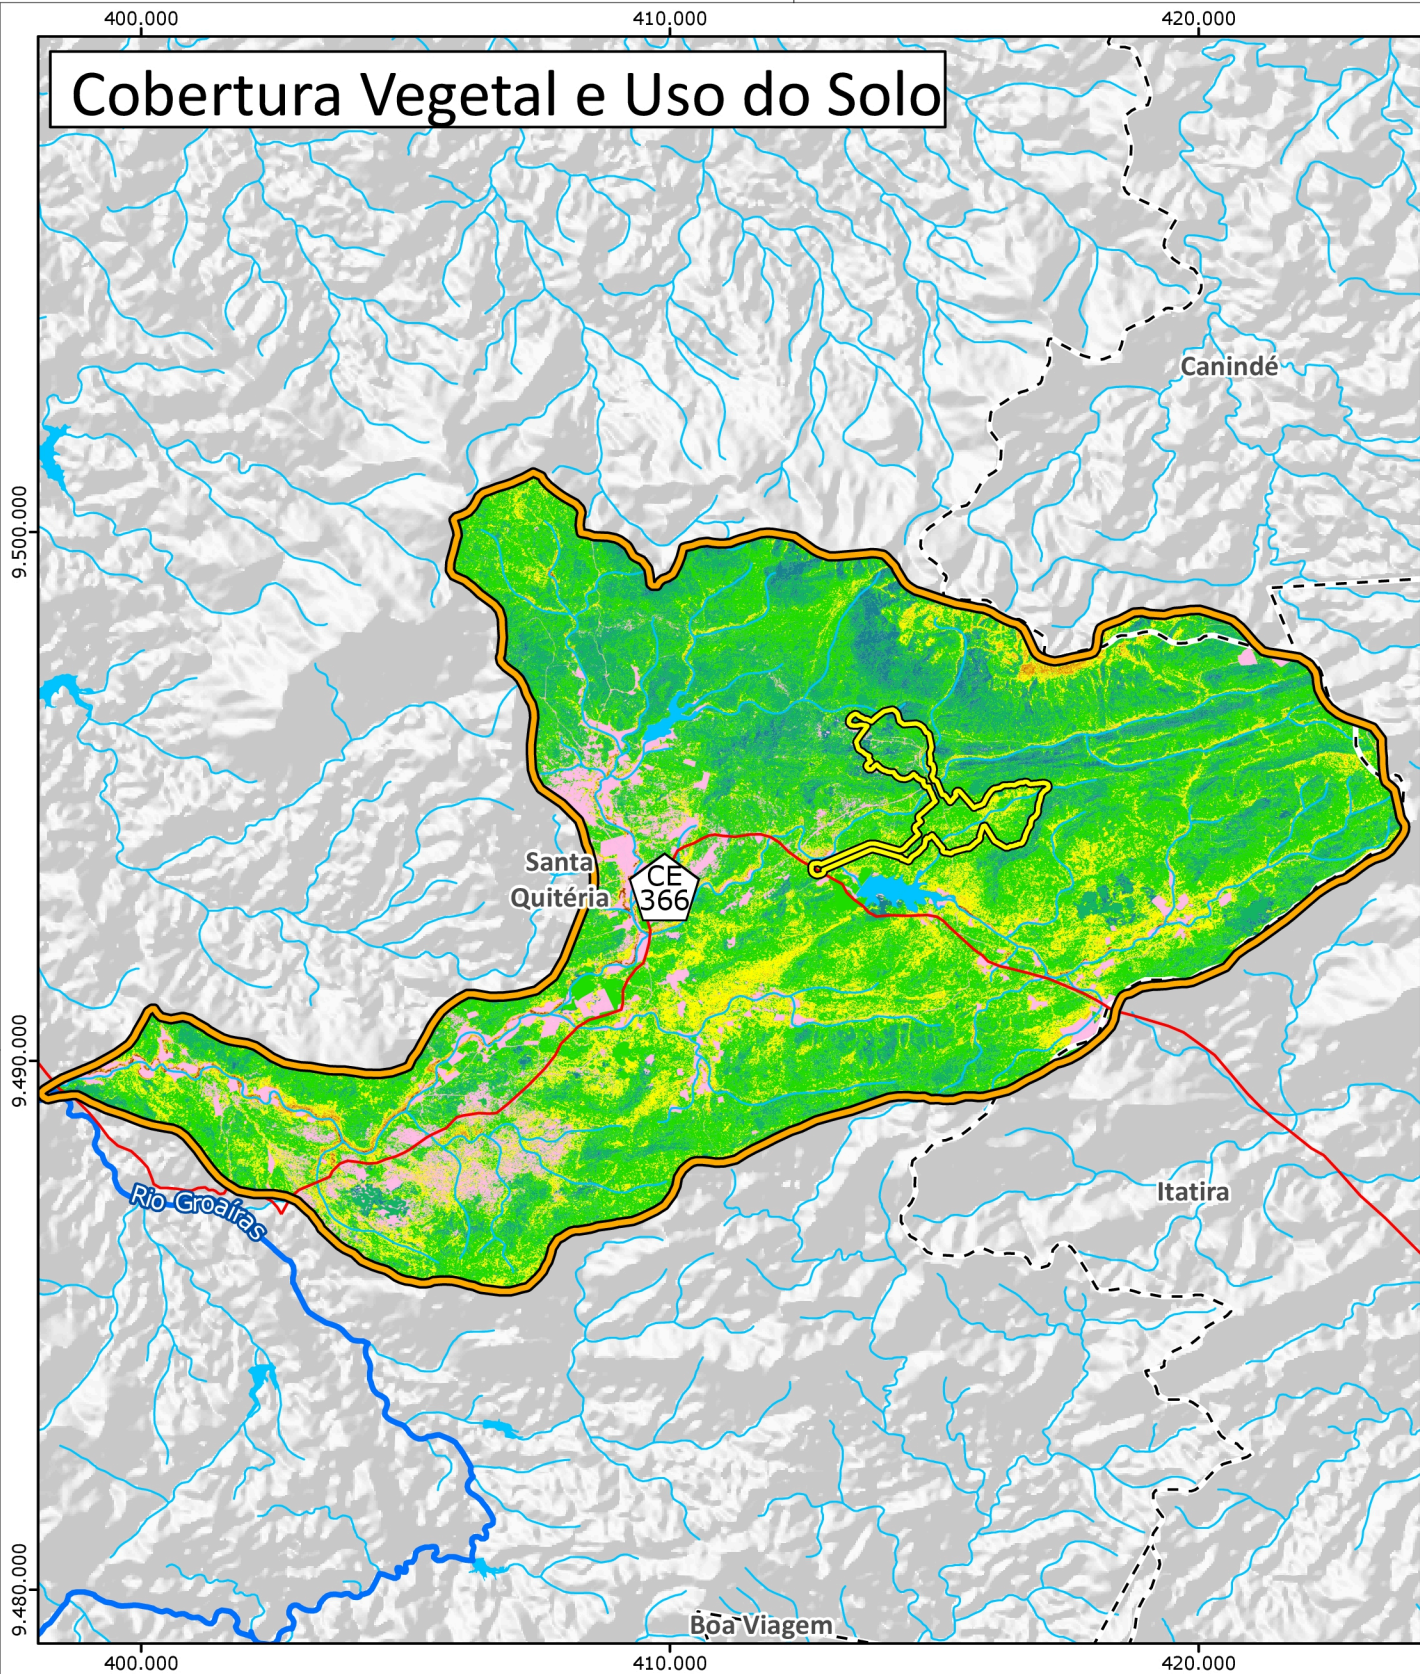 400.000
410.000
420.000
Cobertura Vegetal e Uso do Solo
Canindé
9.500.000
Santa
Quitéria
CE
366
9.490.000
Rio Groaíras
Itatira
9.480.000
Boa Viagem
400.000
410.000
420.000